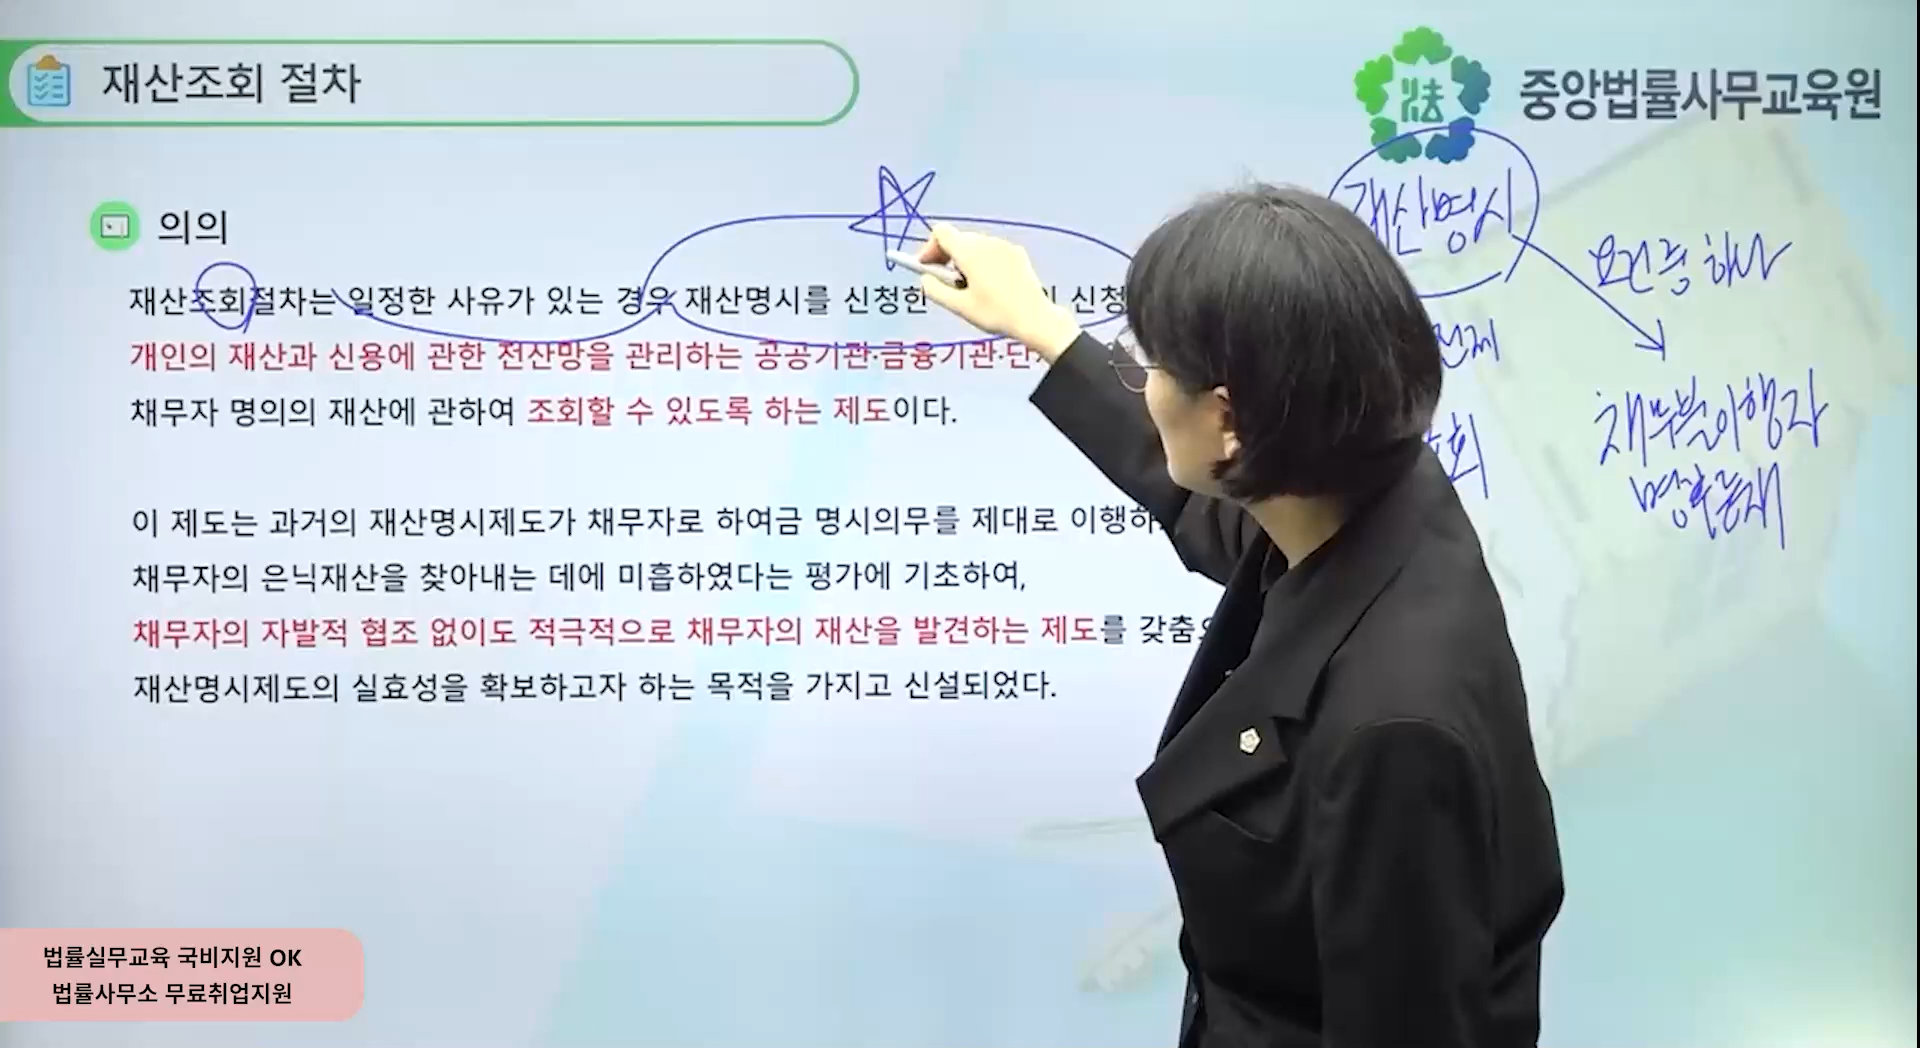 재산조회 절차
중앙법률사무교육원
의의
재산조회절차는 일정한 사유가 있는 경우 재산명시를 신청한 신청
개인의 재산과 신용에 관한 전산망을 관리하는 공공기관·금융기관·단
채무자 명의의 재산에 관하여 조회할 수 있도록 하는 제도이다.
이 제도는 과거의 재산명시제도가 채무자로 하여금 명시의무를 제대로 이행하
채무자의 은닉재산을 찾아내는 데에 미흡하였다는 평가에 기초하여,
채무자의 자발적 협조 없이도 적극적으로 채무자의 재산을 발견하는 제도를 갖춤
재산명시제도의 실효성을 확보하고자 하는 목적을 가지고 신설되었다.
재산명시
요건 중 하나
전제
회
채무불이행자
명부등재
법률실무교육 국비지원 OK
법률사무소 무료취업지원